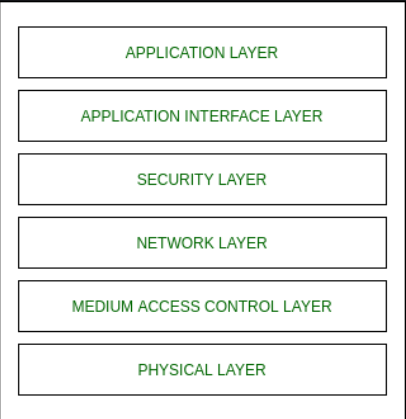 APPLICATION LAYER
APPLICATION INTERFACE LAYER
SECURITY LAYER
NETWORK LAYER
MEDIUM ACCESS CONTROL LAYER
PHYSICAL LAYER